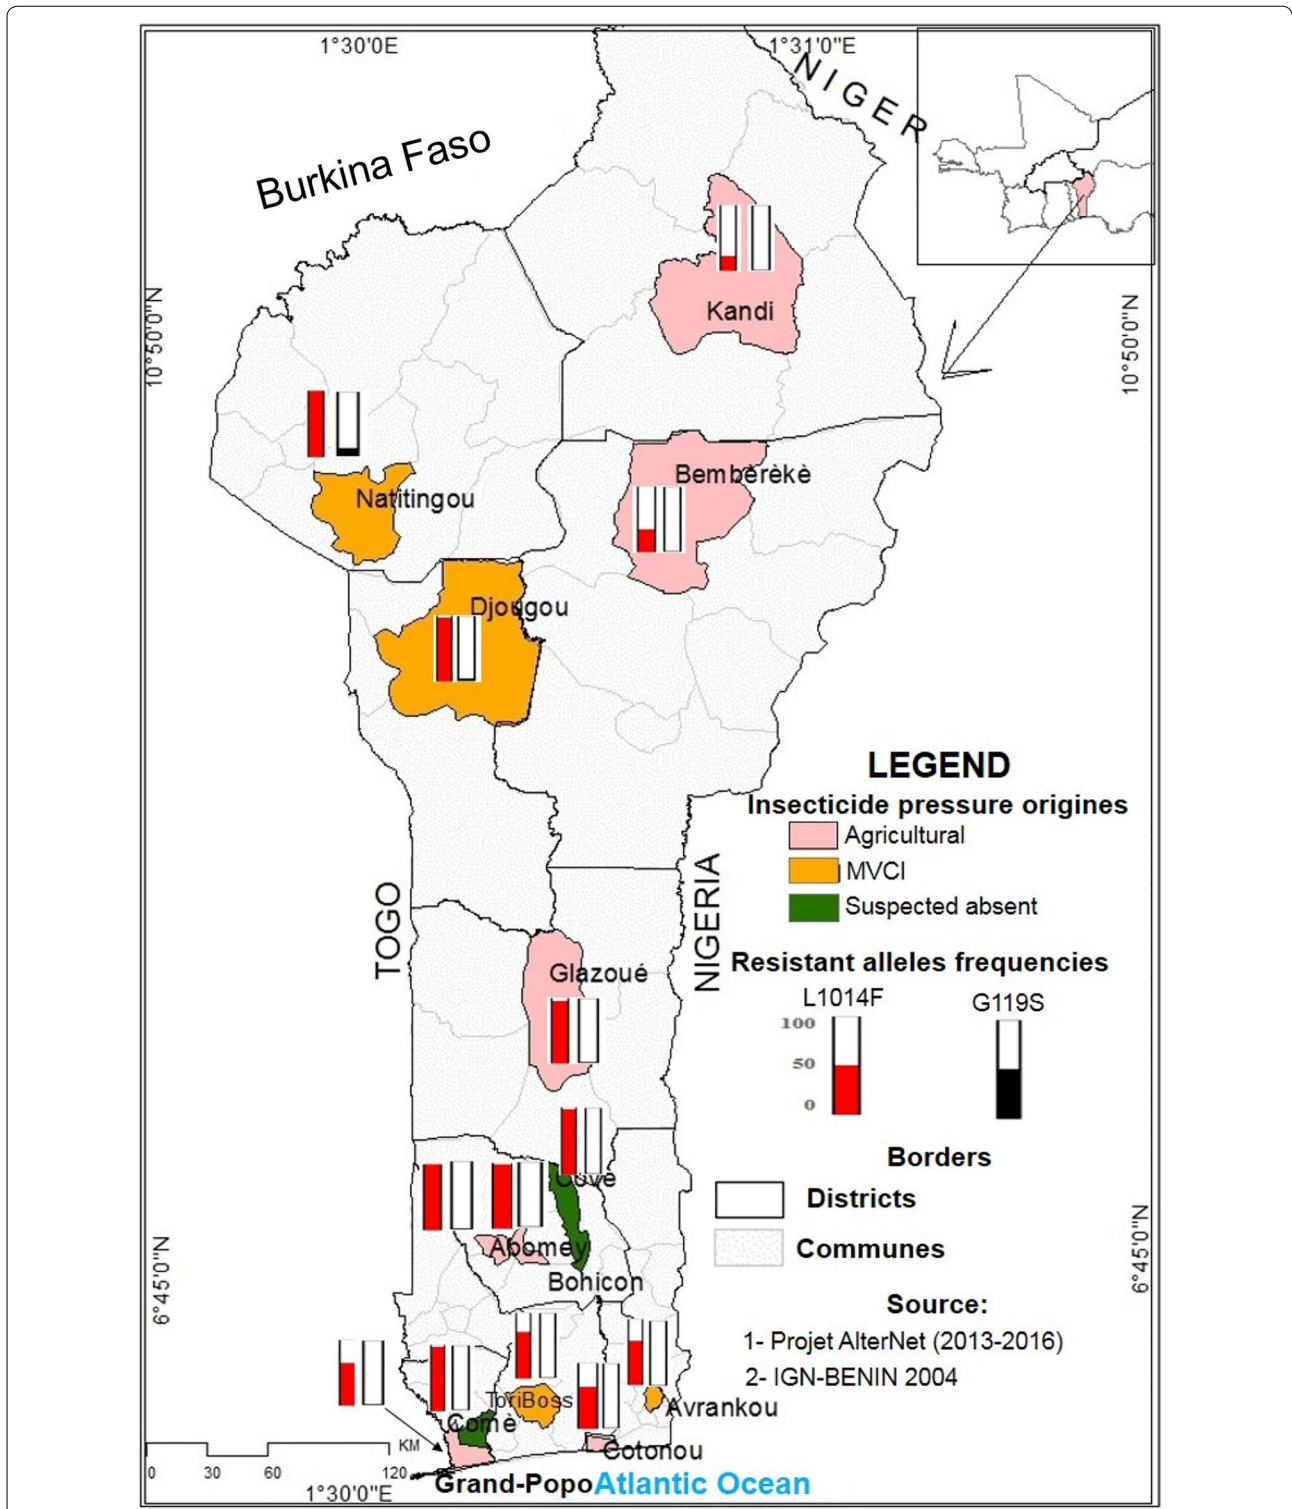 1°30'0E
1°31'0"E
NIGER
Burkina Faso
10°50'0"N
10°50'0"N
Kandi
Natitingou
Bembèrèkè
Djougou
LEGEND
Insecticide pressure origines
Agricultural
MVCI
Suspected absent
TOGO
NIGERIA
Glazoué
Resistant alleles frequencies
L1014F
G119S
100
50
0
Borders
Districts
Communes
Covè
Abomey
Bohicon
6°45'0"N
6°45'0"N
Source:
1- Projet AlterNet (2013-2016)
2- IGN-BENIN 2004
ToriBoss
Comè
Avrankou
Cotonou
KM
0 30 60 120
Grand-Popo
Atlantic Ocean
1°30'0"E